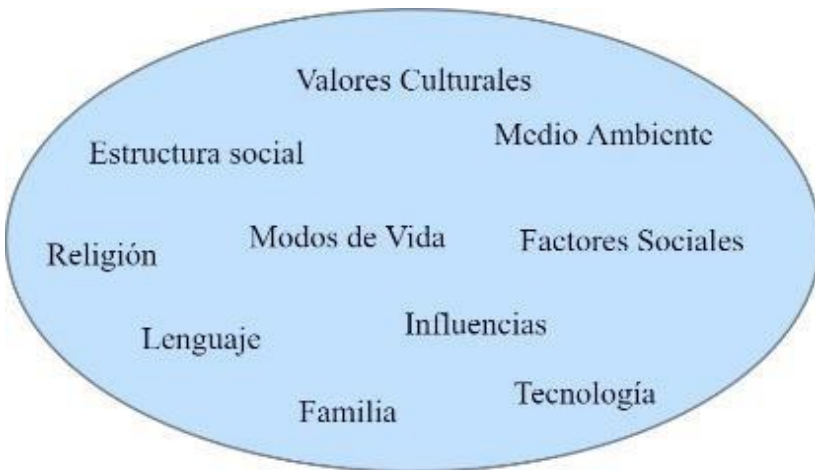 Valores Culturales
Medio Ambiente
Estructura social
Religión
Modos de Vida
Factores Sociales
Lenguaje
Influencias
Familia
Tecnología